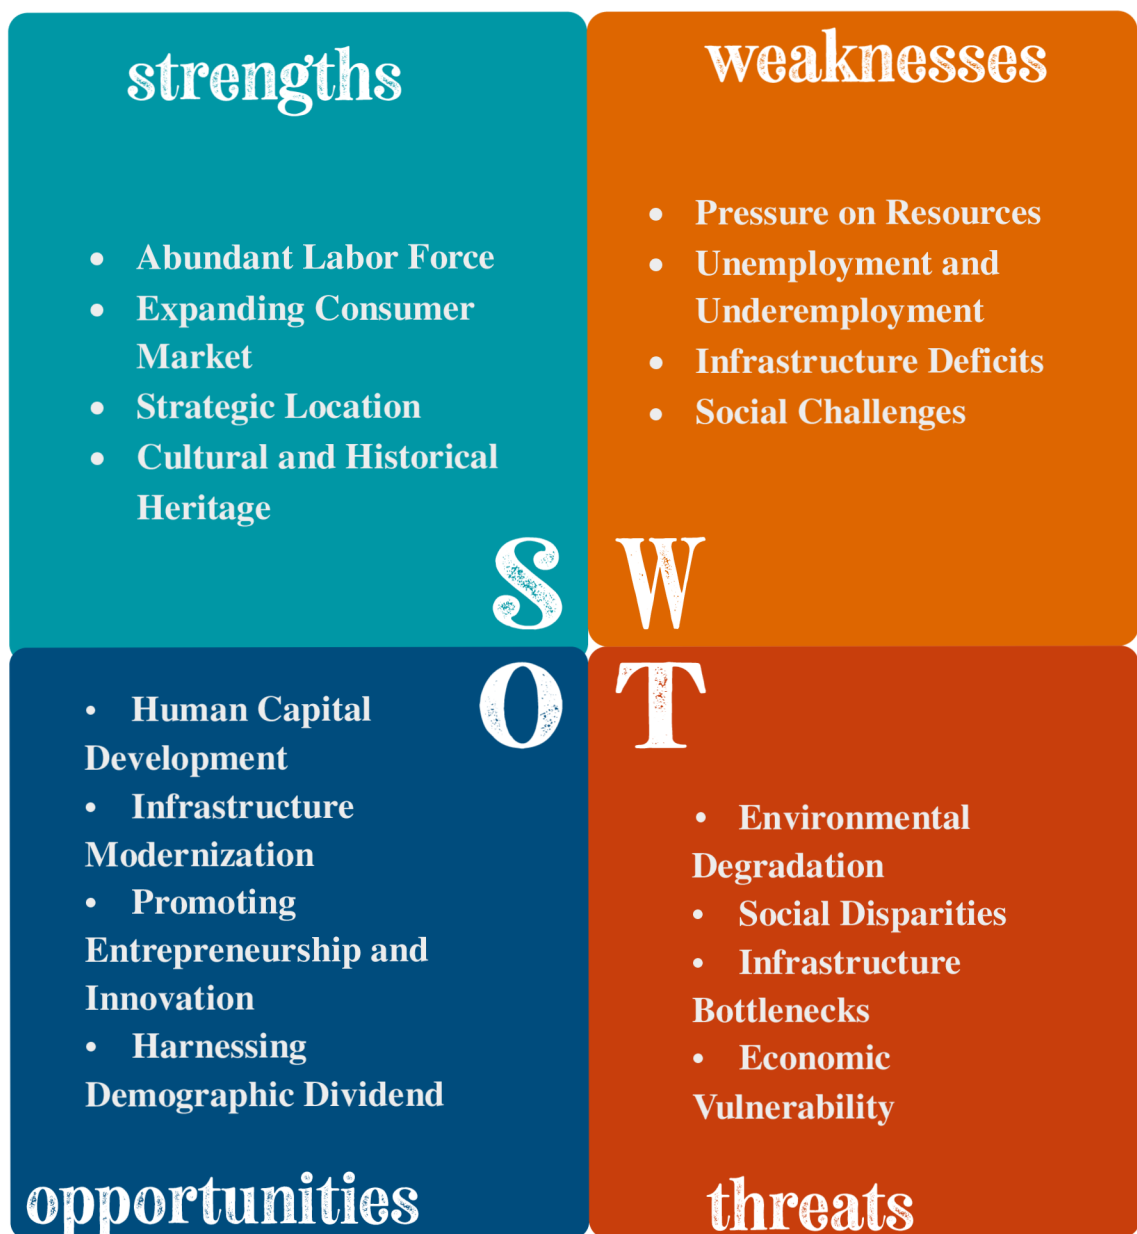 strengths
• Abundant Labor Force
• Expanding Consumer
Market
• Strategic Location
• Cultural and Historical
Heritage
S
weaknesses
• Pressure on Resources
• Unemployment and
Underemployment
• Infrastructure Deficits
• Social Challenges
W
O
• Human Capital
Development
• Infrastructure
Modernization
• Promoting
Entrepreneurship and
Innovation
• Harnessing
Demographic Dividend
opportunities
T
• Environmental
Degradation
• Social Disparities
• Infrastructure
Bottlenecks
• Economic
Vulnerability
threats